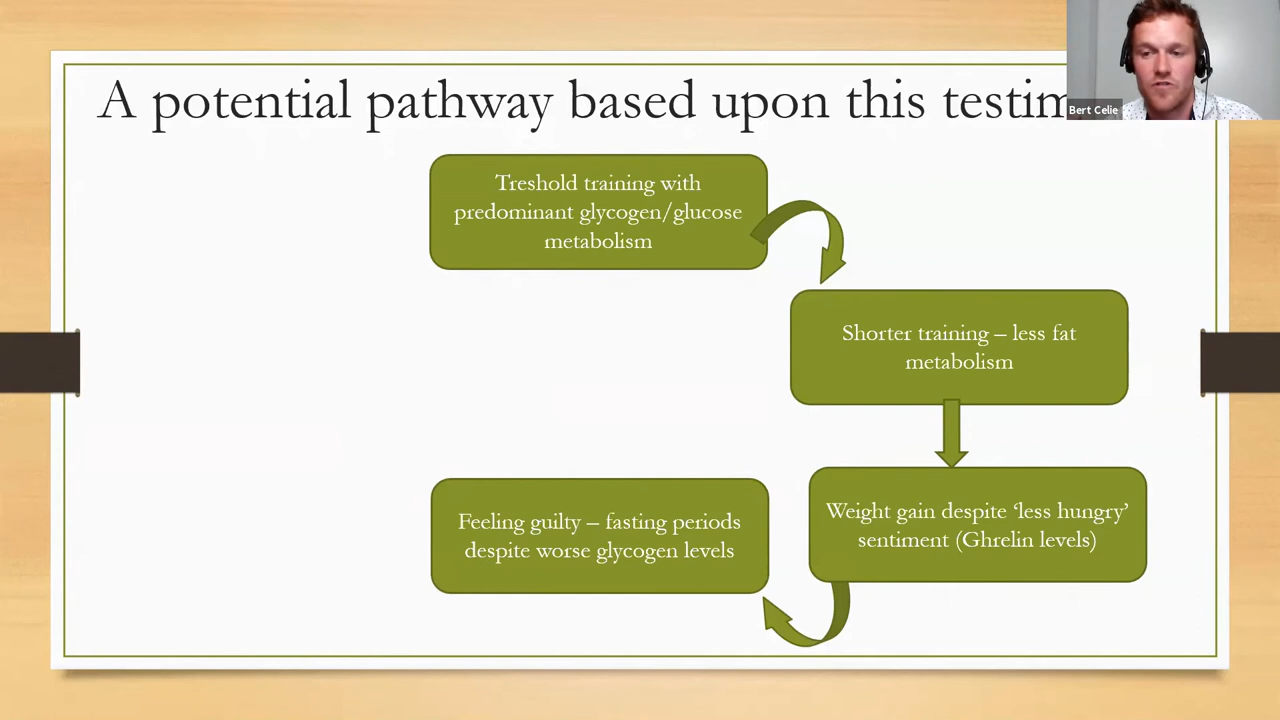 A potential pathway based upon this
Bert Celie
Treshold training with
predominant glycogen/glucose
metabolism
Shorter training – less fat
metabolism
Weight gain despite ‘less hungry’
sentiment (Ghrelin levels)
Feeling guilty – fasting periods
despite worse glycogen levels